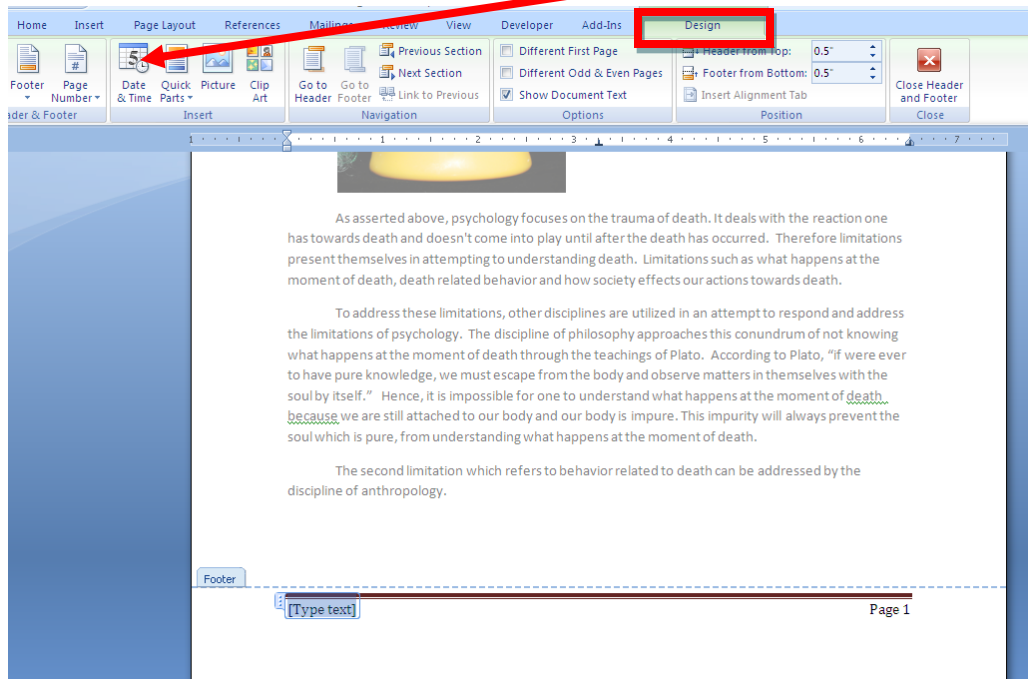 Home Insert Page Layout References Mailings Review View Developer Add-Ins Design
Previous Section Different First Page Header from Top: 0.5"
Next Section Different Odd & Even Pages Footer from Bottom: 0.5"
Link to Previous Show Document Text Insert Alignment Tab
Footer Page Number Date & Time Quick Parts Picture Clip Art Go to Header Go to Footer Close Header and Footer
ader & Footer Insert Navigation Options Position Close
1 1 2 3 4 5 6 7
As asserted above, psychology focuses on the trauma of death. It deals with the reaction one
has towards death and doesn't come into play until after the death has occurred. Therefore limitations
present themselves in attempting to understanding death. Limitations such as what happens at the
moment of death, death related behavior and how society effects our actions towards death.
To address these limitations, other disciplines are utilized in an attempt to respond and address
the limitations of psychology. The discipline of philosophy approaches this conundrum of not knowing
what happens at the moment of death through the teachings of Plato. According to Plato, “if were ever
to have pure knowledge, we must escape from the body and observe matters in themselves with the
soul by itself.” Hence, it is impossible for one to understand what happens at the moment of death
because we are still attached to our body and our body is impure. This impurity will always prevent the
soul which is pure, from understanding what happens at the moment of death.
The second limitation which refers to behavior related to death can be addressed by the
discipline of anthropology.
Footer
[Type text] Page 1